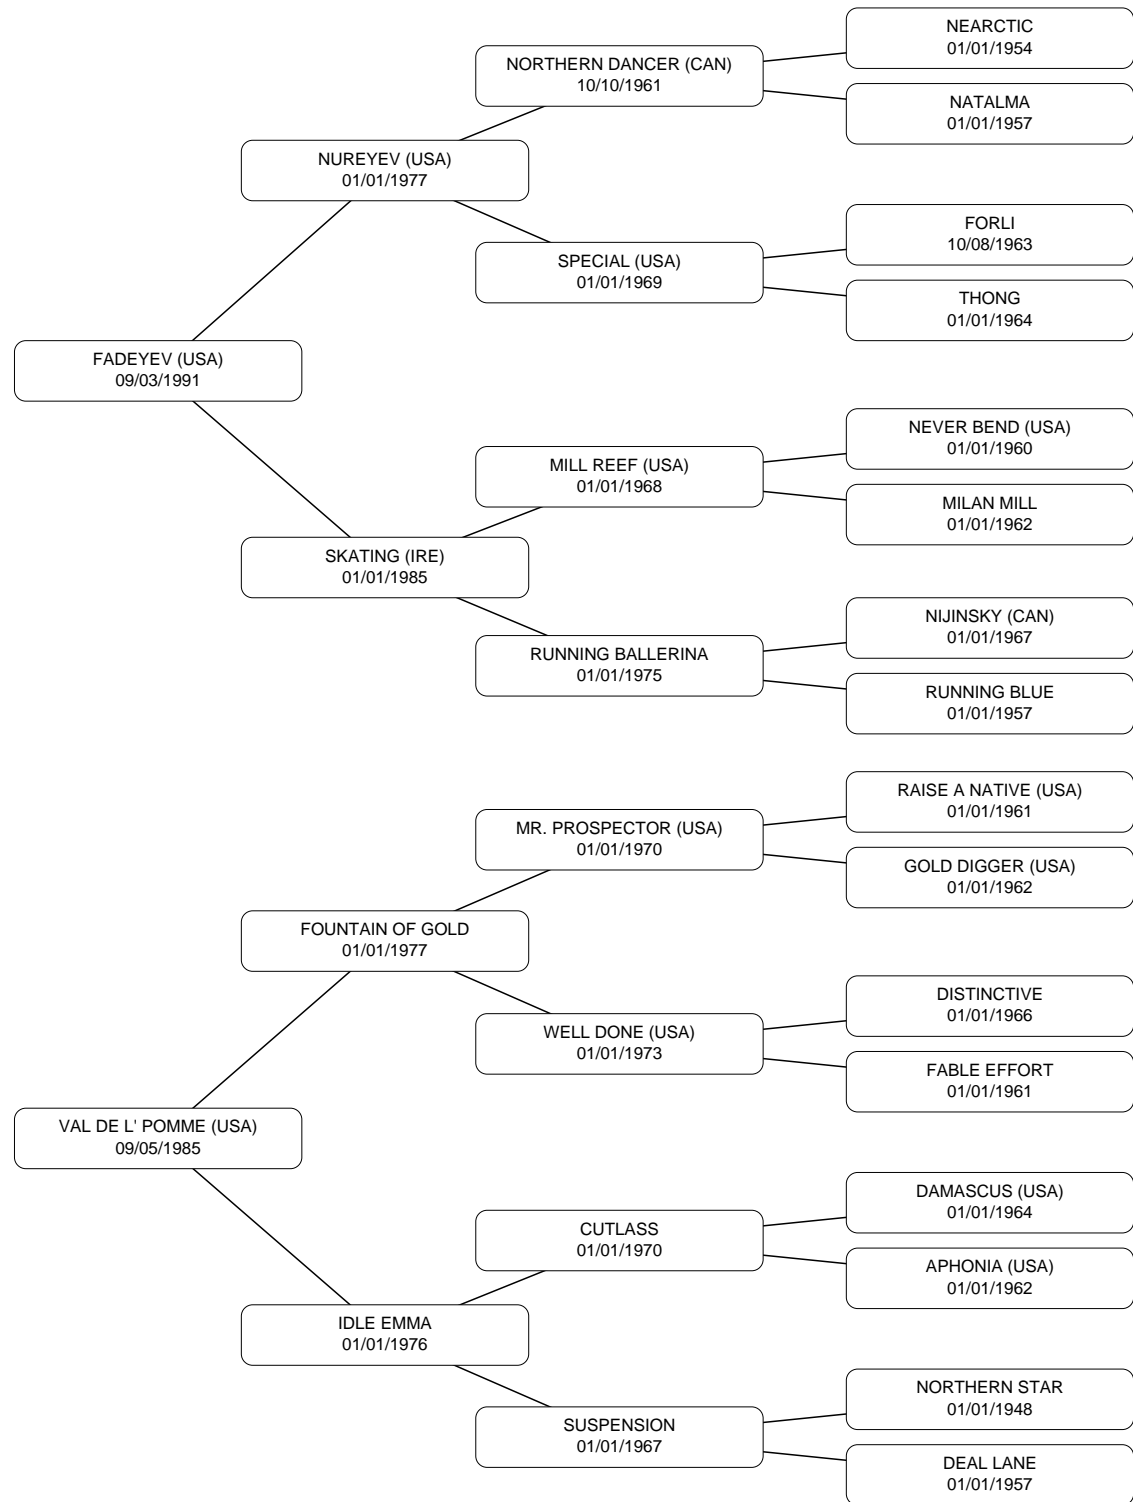 NEARCTIC
01/01/1954
NORTHERN DANCER (CAN)
10/10/1961
NATALMA
01/01/1957
NUREYEV (USA)
01/01/1977
FORLI
10/08/1963
SPECIAL (USA)
01/01/1969
THONG
01/01/1964
FADEYEV (USA)
09/03/1991
NEVER BEND (USA)
01/01/1960
MILL REEF (USA)
01/01/1968
MILAN MILL
01/01/1962
SKATING (IRE)
01/01/1985
NIJINSKY (CAN)
01/01/1967
RUNNING BALLERINA
01/01/1975
RUNNING BLUE
01/01/1957
RAISE A NATIVE (USA)
01/01/1961
MR. PROSPECTOR (USA)
01/01/1970
GOLD DIGGER (USA)
01/01/1962
FOUNTAIN OF GOLD
01/01/1977
DISTINCTIVE
01/01/1966
WELL DONE (USA)
01/01/1973
FABLE EFFORT
01/01/1961
VAL DE L' POMME (USA)
09/05/1985
DAMASCUS (USA)
01/01/1964
CUTLASS
01/01/1970
APHONIA (USA)
01/01/1962
IDLE EMMA
01/01/1976
NORTHERN STAR
01/01/1948
SUSPENSION
01/01/1967
DEAL LANE
01/01/1957